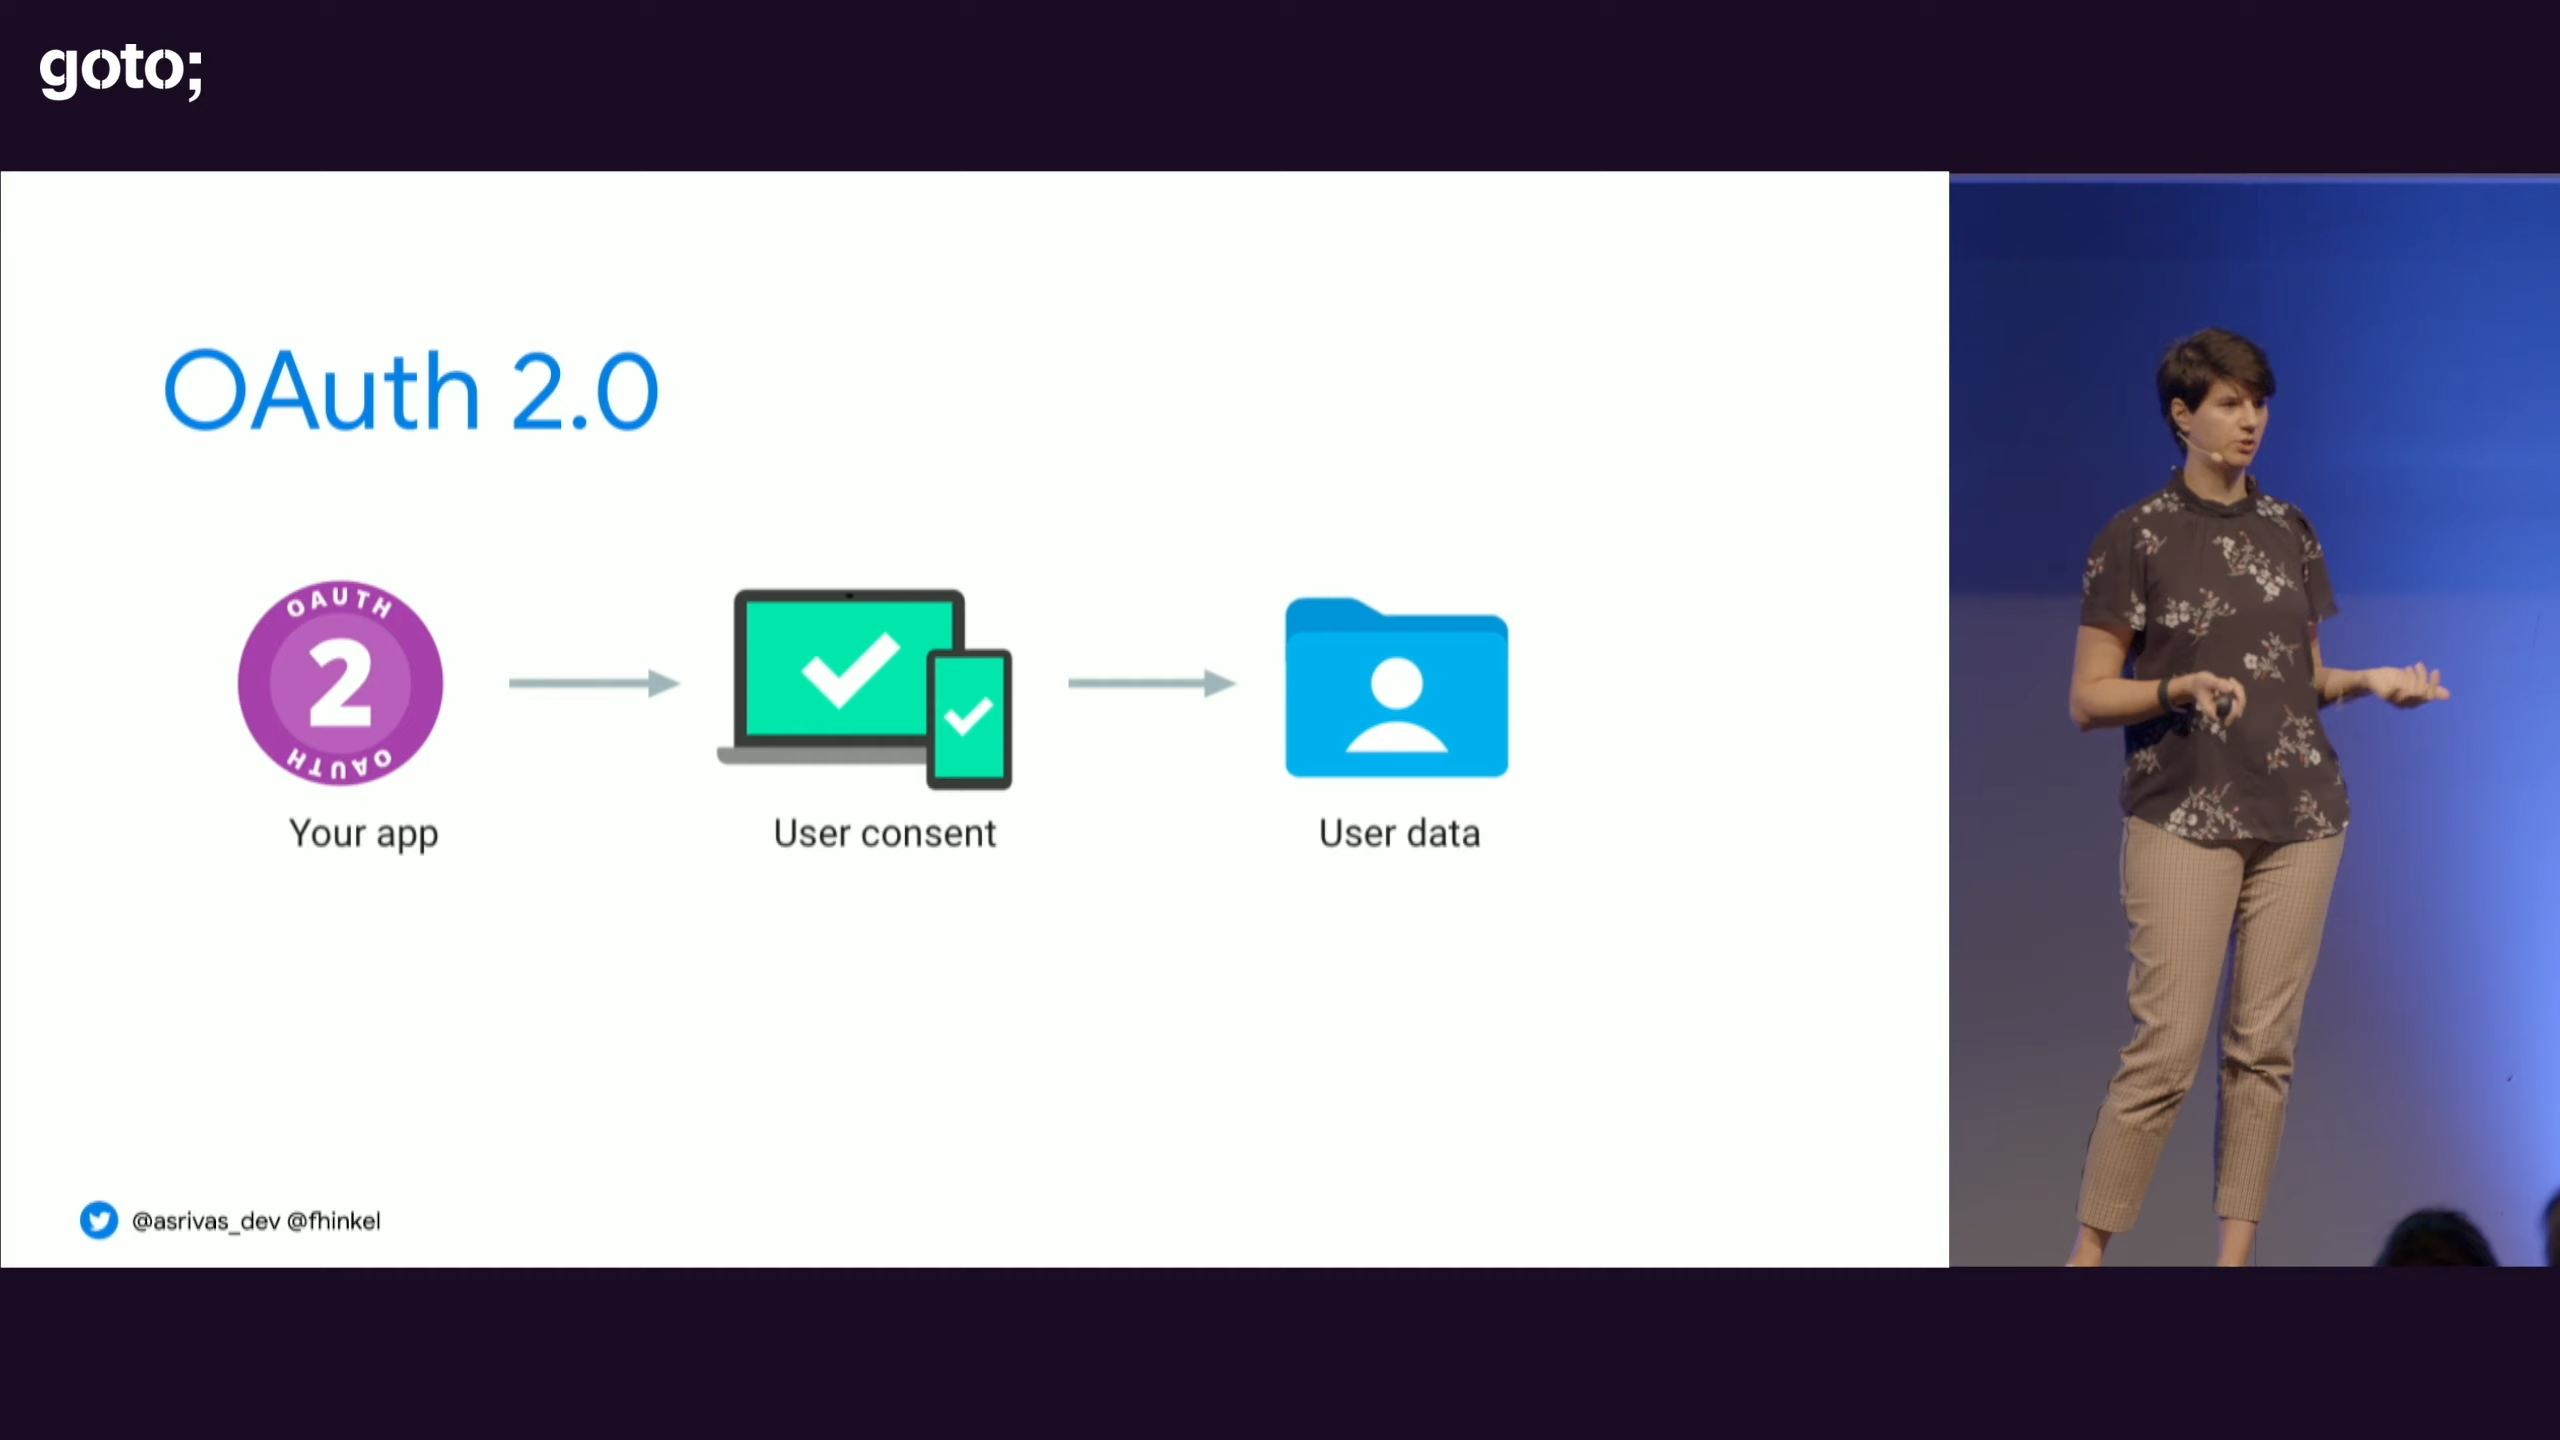 goto;
OAuth 2.0
OAUTH
2
OAUTH
Your app
User consent
User data
@asrivas_dev @fhinkel